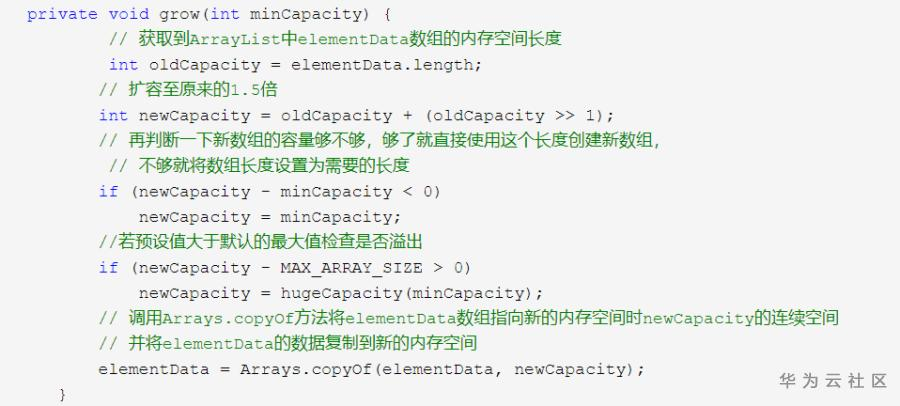 private void grow(int minCapacity) {
// 获取到ArrayList中elementData数组的内存空间长度
int oldCapacity = elementData.length;
// 扩容至原来的1.5倍
int newCapacity = oldCapacity + (oldCapacity >> 1);
// 再判断一下新数组的容量够不够，够了就直接使用这个长度创建新数组，
// 不够就将数组长度设置为需要的长度
if (newCapacity - minCapacity < 0)
newCapacity = minCapacity;
//若预设值大于默认的最大值检查是否溢出
if (newCapacity - MAX_ARRAY_SIZE > 0)
newCapacity = hugeCapacity(minCapacity);
// 调用Arrays.copyOf方法将elementData数组指向新的内存空间时newCapacity的连续空间
// 并将elementData的数据复制到新的内存空间
elementData = Arrays.copyOf(elementData, newCapacity);
}
华为云社区